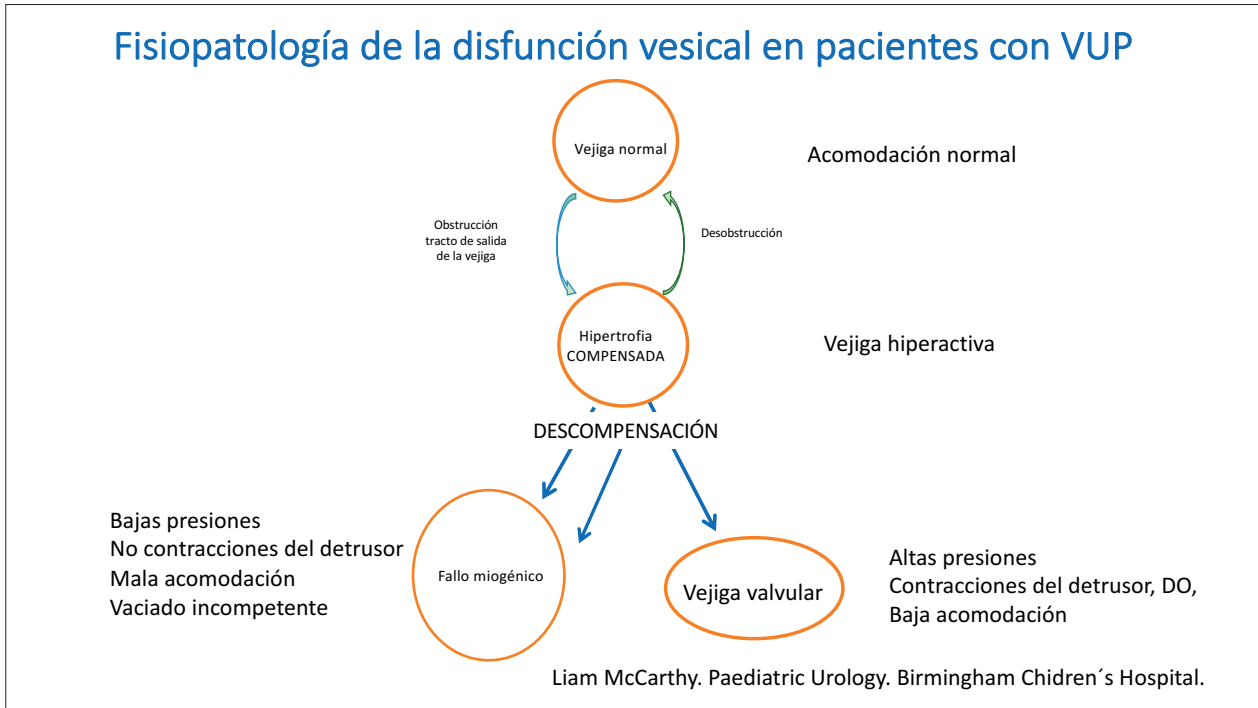 Fisiopatología de la disfunción vesical en pacientes con VUP
Vejiga normal
Acomodación normal
Obstrucción
tracto de salida
de la vejiga
Desobstrucción
Hipertrofia
COMPENSADA
Vejiga hiperactiva
DESCOMPENSACIÓN
Bajas presiones
No contracciones del detrusor
Mala acomodación
Vaciado incompetente
Fallo miogénico
Vejiga valvular
Altas presiones
Contracciones del detrusor, DO,
Baja acomodación
Liam McCarthy. Paediatric Urology. Birmingham Chidren´s Hospital.